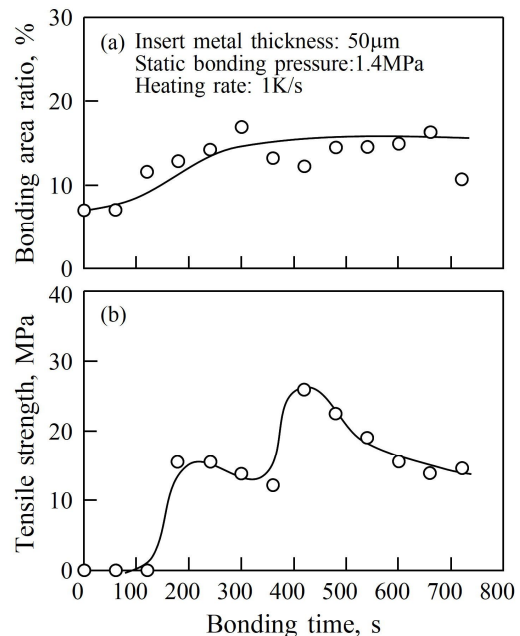 30
(a) Insert metal thickness: 50μm
Static bonding pressure:1.4MPa
Heating rate: 1K/s
20
10
0
Bonding area ratio, %
50
(b)
40
30
20
10
0
Tensile strength, MPa
0 100 200 300 400 500 600 700 800
Bonding time, s